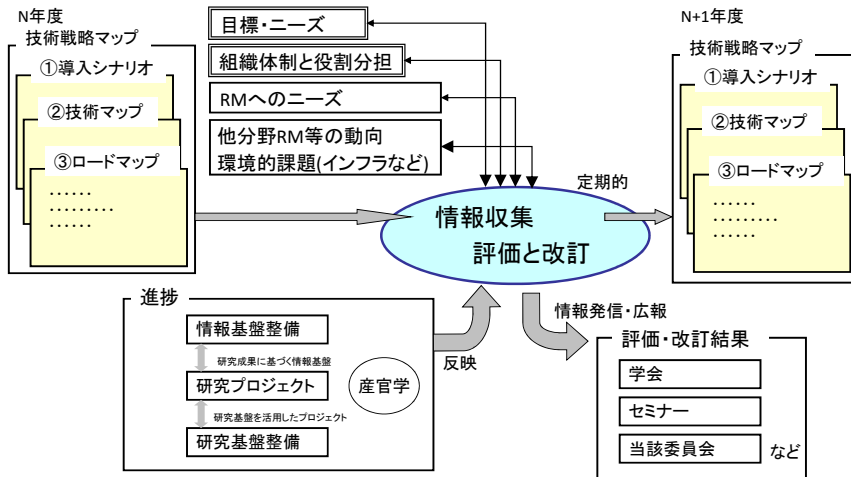 N年度
技術戦略マップ
①導入シナリオ
②技術マップ
③ロードマップ
……
………
……
目標・ニーズ
組織体制と役割分担
RMへのニーズ
他分野RM等の動向
環境的課題(インフラなど)
情報収集
評価と改訂
定期的
N+1年度
技術戦略マップ
①導入シナリオ
②技術マップ
③ロードマップ
……
………
……
進捗
情報基盤整備
研究成果に基づく情報基盤
研究プロジェクト
研究基盤を活用したプロジェクト
研究基盤整備
産官学
反映
情報発信・広報
評価・改訂結果
学会
セミナー
当該委員会
など